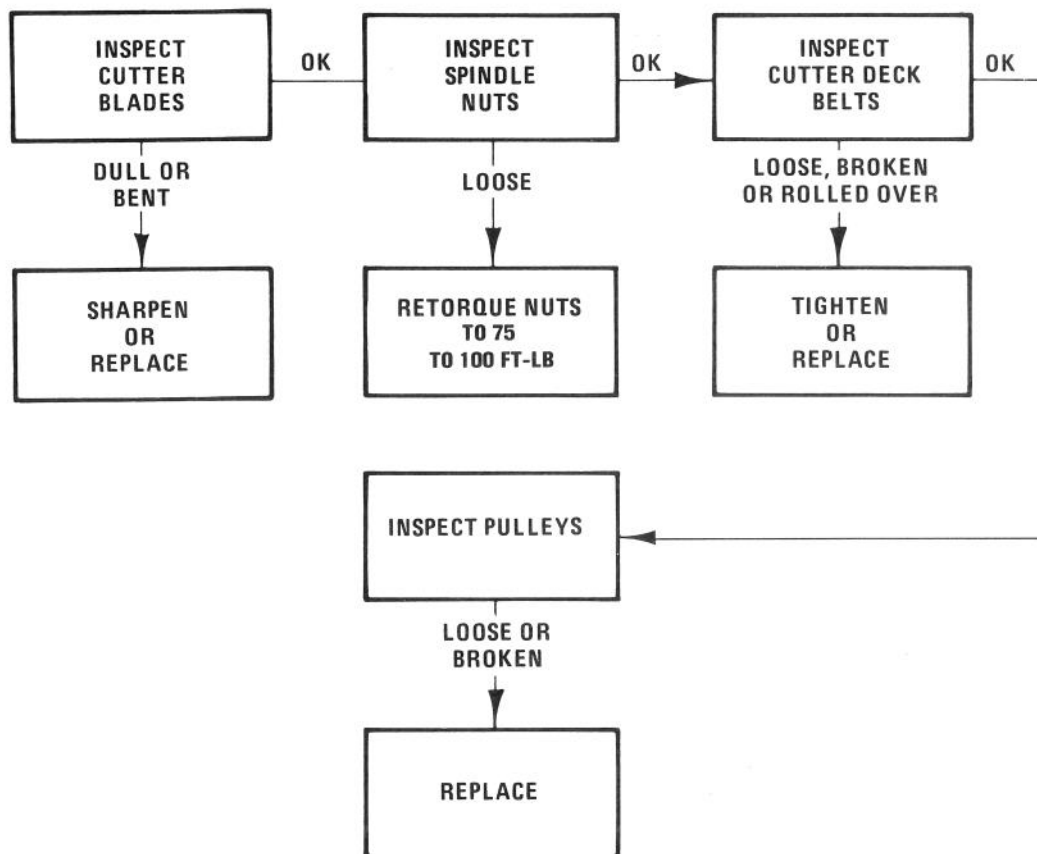 INSPECT
CUTTER
BLADES
OK
INSPECT
SPINDLE
NUTS
OK
INSPECT
CUTTER DECK
BELTS
OK
DULL OR
BENT
LOOSE
LOOSE, BROKEN
OR ROLLED OVER
SHARPEN
OR
REPLACE
RETORQUE NUTS
TO 75
TO 100 FT-LB
TIGHTEN
OR
REPLACE
INSPECT PULLEYS
LOOSE OR
BROKEN
REPLACE